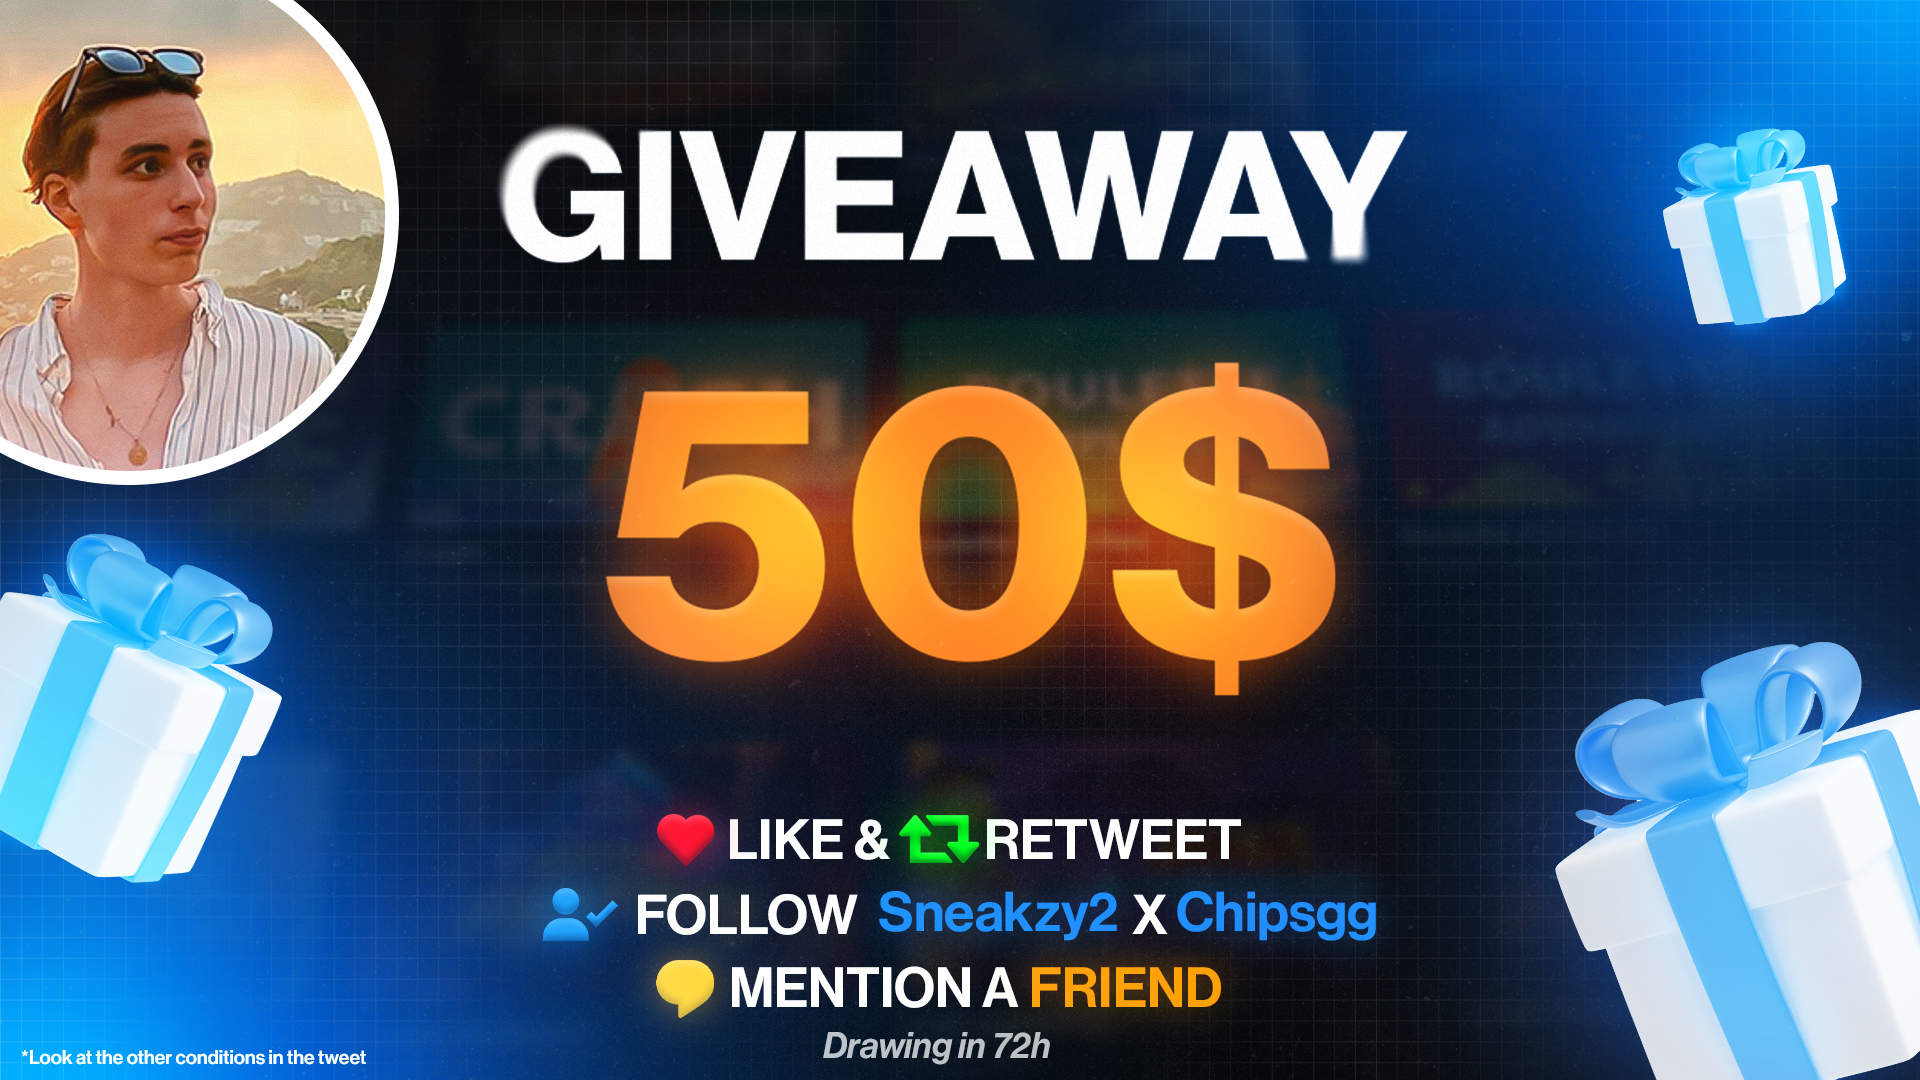 GIVEAWAY
50$
LIKE & RETWEET
FOLLOW Sneakzy2 X Chipsgg
MENTION A FRIEND
Drawing in 72h
*Look at the other conditions in the tweet